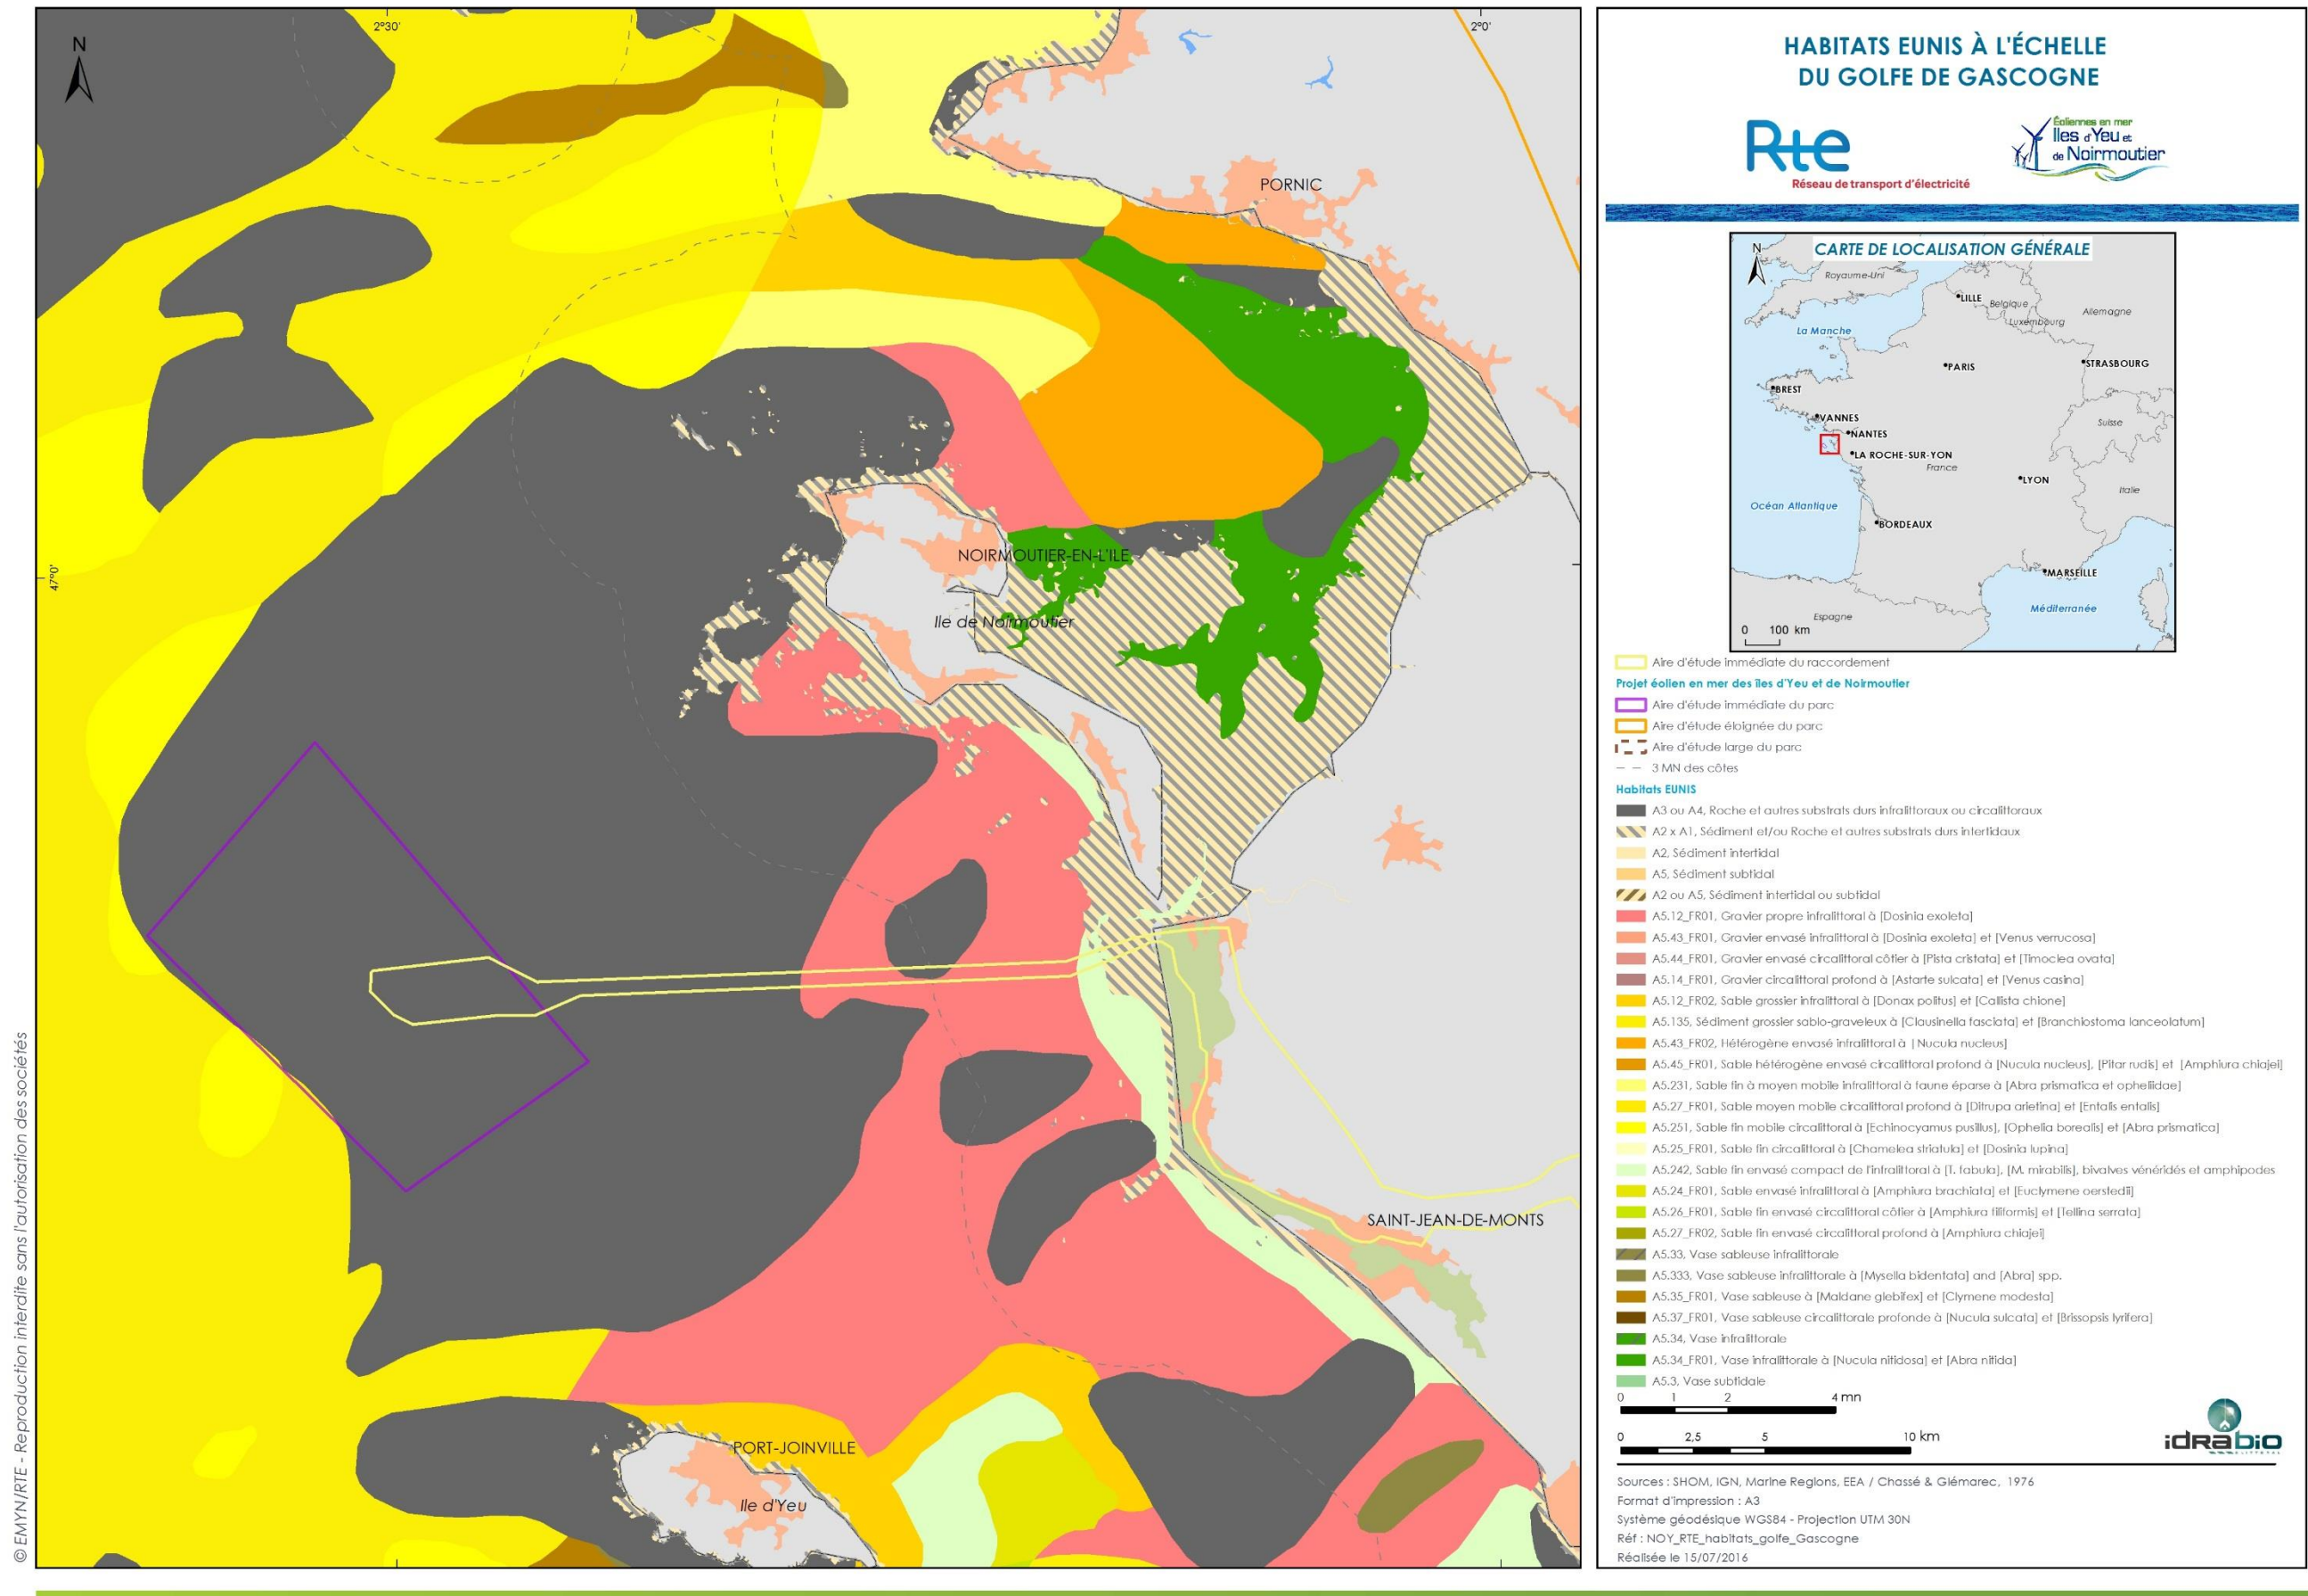 N
2°30'
2°0'
PORNIC
NOIRMOUTIER-EN-L'ILE
Ile de Noirmoutier
47°0'
SAINT-JEAN-DE-MONTS
PORT-JOINVILLE
Ile d'Yeu
© EMYN/RTE - Reproduction interdite sans l'autorisation des sociétés
HABITATS EUNIS À L'ÉCHELLE
DU GOLFE DE GASCOGNE
Rte
Réseau de transport d'électricité
Éoliennes en mer
Iles d'Yeu et
de Noirmoutier
CARTE DE LOCALISATION GÉNÉRALE
N
Royaume-Uni
LILLE
Belgique
Allemagne
Luxembourg
La Manche
PARIS
STRASBOURG
BREST
VANNES
NANTES
Suisse
LA ROCHE-SUR-YON
France
LYON
Italie
Océan Atlantique
BORDEAUX
MARSEILLE
Méditerranée
Espagne
0 100 km
Aire d'étude immédiate du raccordement
Projet éolien en mer des îles d'Yeu et de Noirmoutier
Aire d'étude immédiate du parc
Aire d'étude éloignée du parc
Aire d'étude large du parc
3 MN des côtes
Habitats EUNIS
A3 ou A4, Roche et autres substrats durs infralittoraux ou circalittoraux
A2 x A1, Sédiment et/ou Roche et autres substrats durs intertidaux
A2, Sédiment intertidal
A5, Sédiment subtidal
A2 ou A5, Sédiment intertidal ou subtidal
A5.12_FR01, Gravier propre infralittoral à [Dosinia exoleta]
A5.43_FR01, Gravier envasé infralittoral à [Dosinia exoleta] et [Venus verrucosa]
A5.44_FR01, Gravier envasé circalittoral côtier à [Pista cristata] et [Timoclea ovata]
A5.14_FR01, Gravier circalittoral profond à [Astarte sulcata] et [Venus casina]
A5.12_FR02, Sable grossier infralittoral à [Donax politus] et [Callista chione]
A5.135, Sédiment grossier sablo-graveleux à [Clausinella fasciata] et [Branchiostoma lanceolatum]
A5.43_FR02, Hétérogène envasé infralittoral à [ Nucula nucleus]
A5.45_FR01, Sable hétérogène envasé circalittoral profond à [Nucula nucleus], [Pitar rudis] et [Amphiura chiajei]
A5.231, Sable fin à moyen mobile infralittoral à faune éparse à [Abra prismatica et opheliidae]
A5.27_FR01, Sable moyen mobile circalittoral profond à [Ditrupa arietina] et [Entalis entalis]
A5.251, Sable fin mobile circalittoral à [Echinocyamus pusillus], [Ophelia borealis] et [Abra prismatica]
A5.25_FR01, Sable fin circalittoral à [Chamelea striatula] et [Dosinia lupina]
A5.242, Sable fin envasé compact de l'infralittoral à [T. fabula], [M. mirabilis], bivalves vénéridés et amphipodes
A5.24_FR01, Sable envasé infralittoral à [Amphiura brachiata] et [Euclymene oerstedii]
A5.26_FR01, Sable fin envasé circalittoral côtier à [Amphiura filiformis] et [Tellina serrata]
A5.27_FR02, Sable fin envasé circalittoral profond à [Amphiura chiajei]
A5.33, Vase sableuse infralittorale
A5.333, Vase sableuse infralittorale à [Mysella bidentata] and [Abra] spp.
A5.35_FR01, Vase sableuse à [Maldane glebifex] et [Clymene modesta]
A5.37_FR01, Vase sableuse circalittorale profonde à [Nucula sulcata] et [Brissopsis lyrifera]
A5.34, Vase infralittorale
A5.34_FR01, Vase infralittorale à [Nucula nitidosa] et [Abra nitida]
A5.3, Vase subtidale
0 1 2 4 mn
0 2,5 5 10 km
idrabio
Sources : SHOM, IGN, Marine Regions, EEA / Chassé & Glémarec, 1976
Format d'impression : A3
Système géodésique WGS84 - Projection UTM 30N
Réf : NOY_RTE_habitats_golfe_Gascogne
Réalisée le 15/07/2016